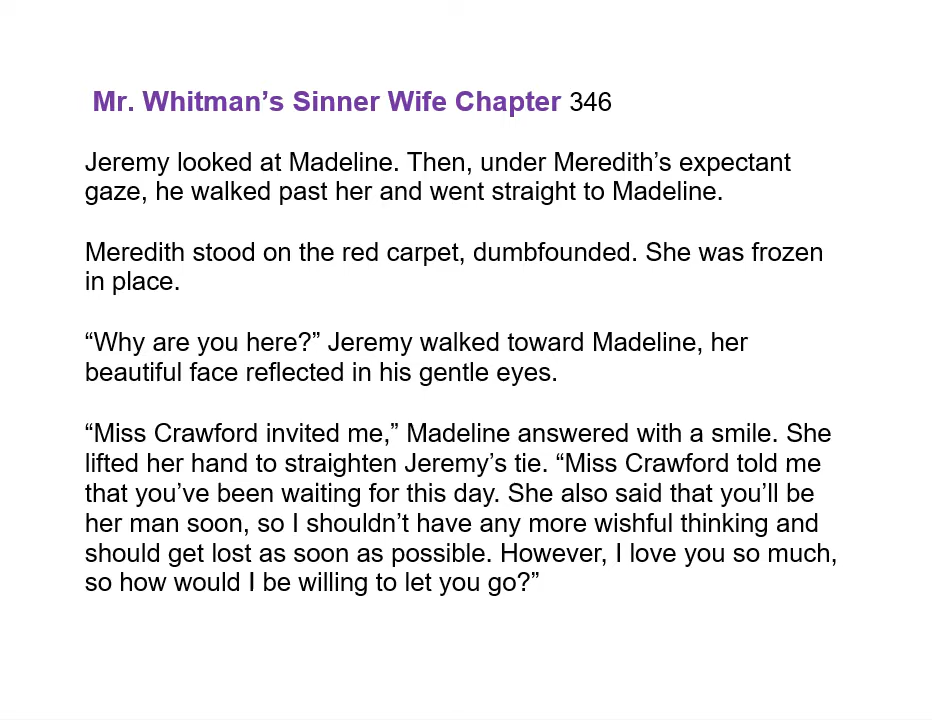 Mr. Whitman’s Sinner Wife Chapter 346
Jeremy looked at Madeline. Then, under Meredith’s expectant
gaze, he walked past her and went straight to Madeline.
Meredith stood on the red carpet, dumbfounded. She was frozen
in place.
“Why are you here?” Jeremy walked toward Madeline, her
beautiful face reflected in his gentle eyes.
“Miss Crawford invited me,” Madeline answered with a smile. She
lifted her hand to straighten Jeremy’s tie. “Miss Crawford told me
that you’ve been waiting for this day. She also said that you’ll be
her man soon, so I shouldn’t have any more wishful thinking and
should get lost as soon as possible. However, I love you so much,
so how would I be willing to let you go?”